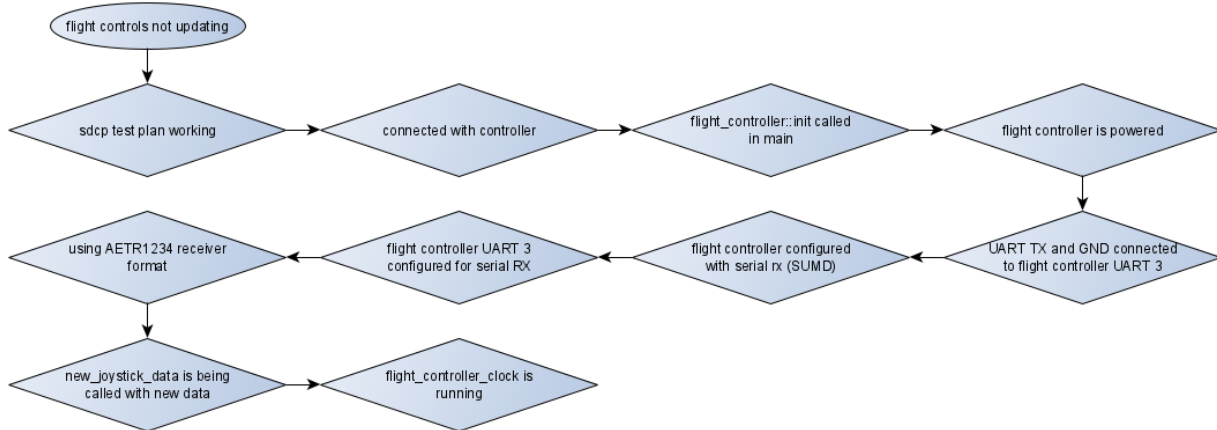 flight controls not updating
sdcp test plan working
connected with controller
flight_controller::init called
in main
flight controller is powered
UART TX and GND connected
to flight controller UART 3
flight controller configured
with serial rx (SUMD)
flight controller UART 3
configured for serial RX
using AETR1234 receiver
format
new_joystick_data is being
called with new data
flight_controller_clock is
running